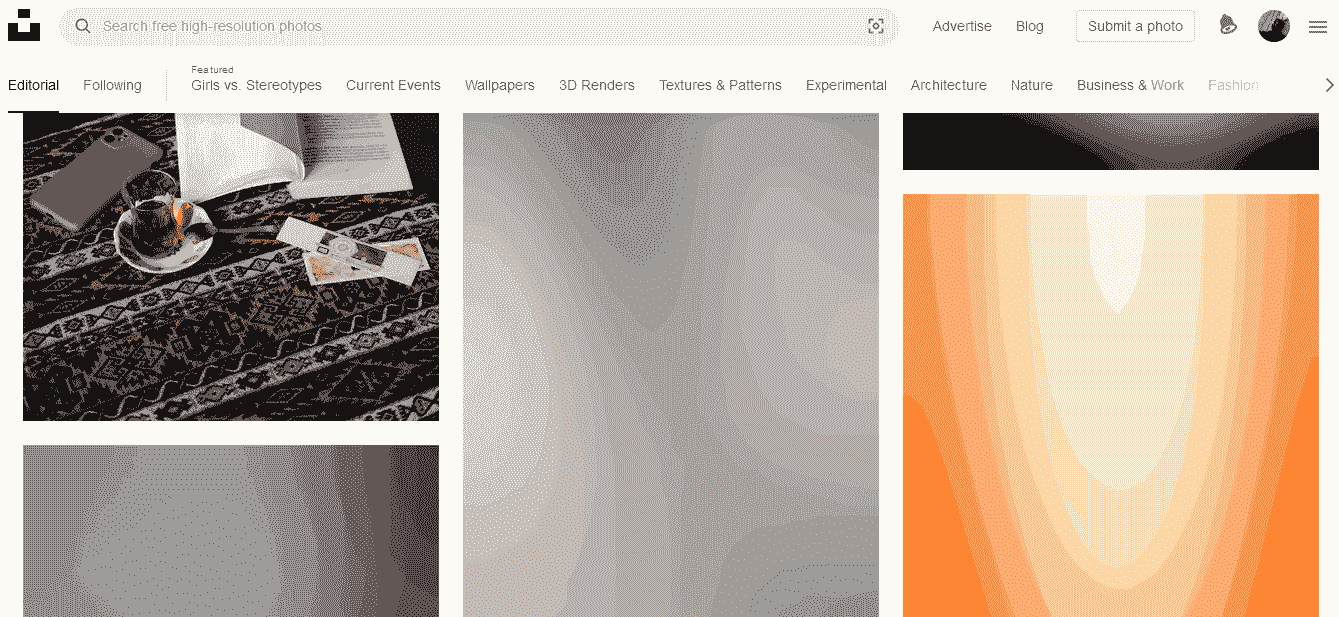 Search free high-resolution photos
Advertise
Blog
Submit a photo
Editorial
Following
Featured
Girls vs. Stereotypes
Current Events
Wallpapers
3D Renders
Textures & Patterns
Experimental
Architecture
Nature
Business & Work
Fashion